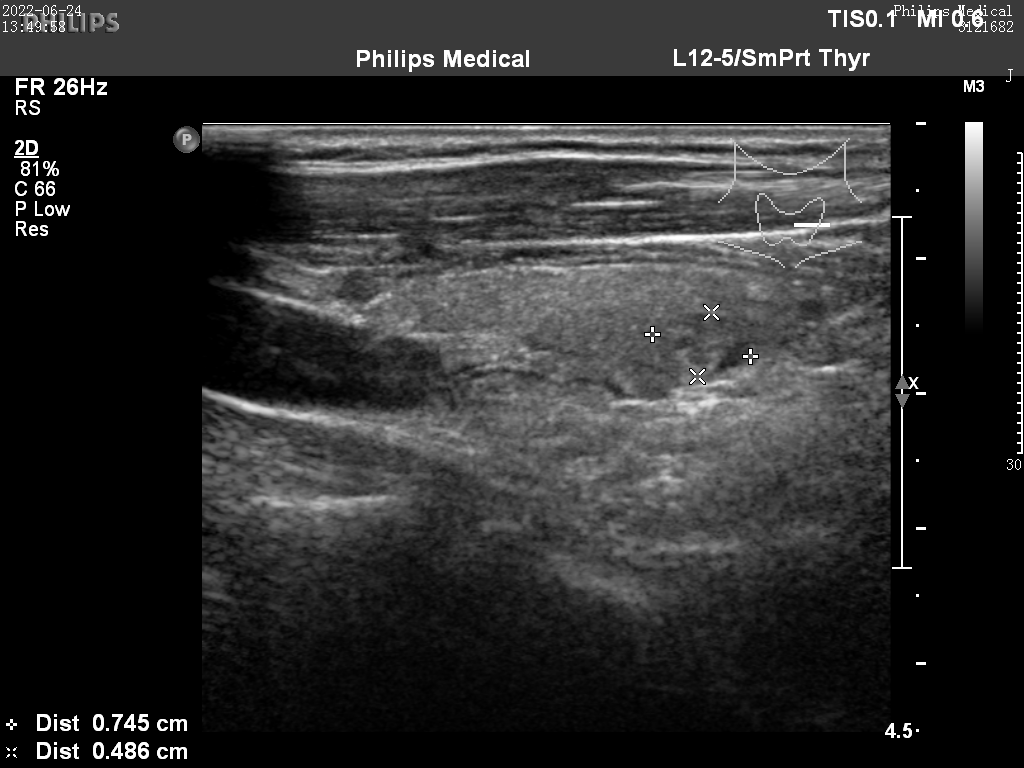 2022-06-24
13:49:58
PHILIPS
TIS0.1 MI 0.6
Philips Medical
Philips Medical
L12-5/SmPrt Thyr
J
FR 26Hz
RS
M3
P
2D
81%
C 66
P Low
Res
X
30
4.5
Dist 0.745 cm
Dist 0.486 cm